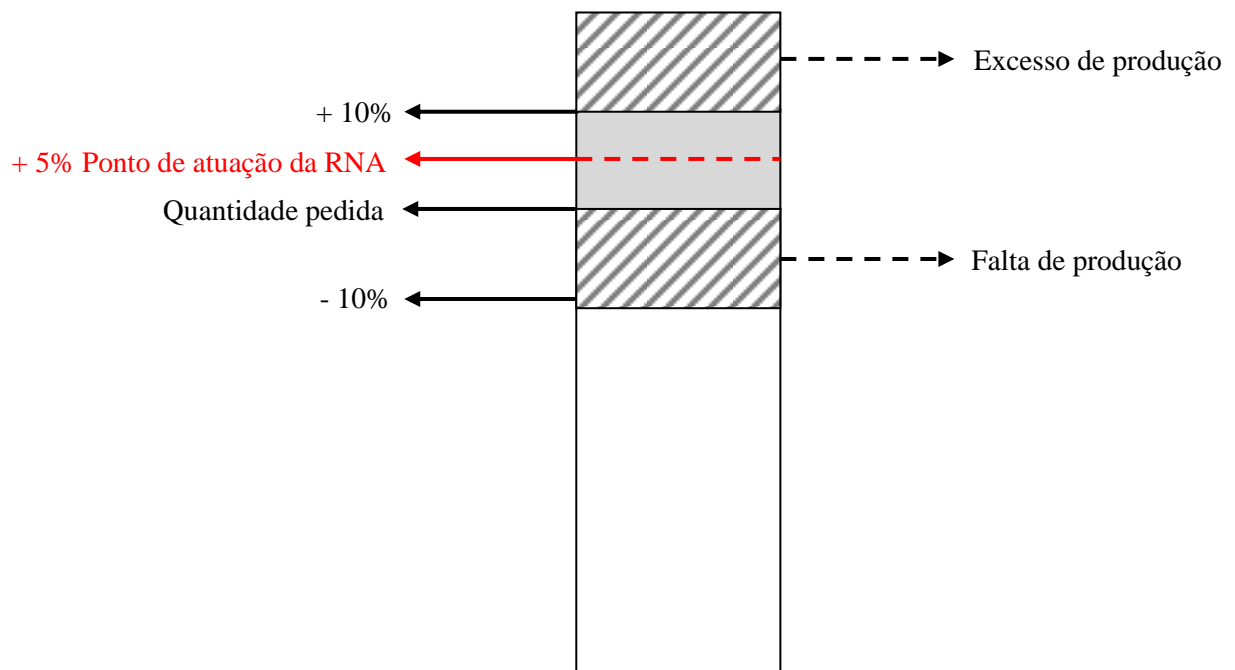 Excesso de produção
+ 10%
+ 5% Ponto de atuação da RNA
Quantidade pedida
Falta de produção
- 10%